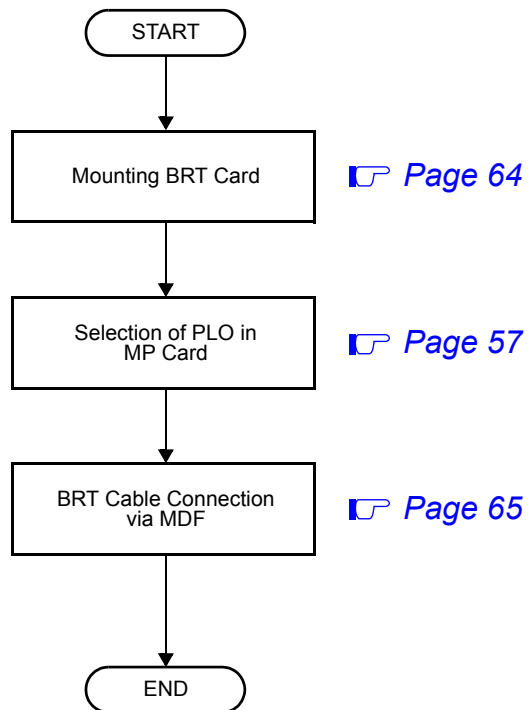 START
Mounting BRT Card
Page 64
Selection of PLO in
MP Card
Page 57
BRT Cable Connection
via MDF
Page 65
END